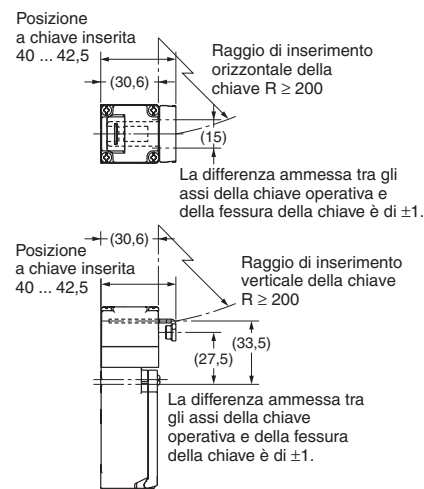 Posizione
a chiave inserita
40 ... 42,5
Raggio di inserimento
orizzontale della
chiave R ≥ 200
(30,6)
(15)
La differenza ammessa tra gli
assi della chiave operativa e
della fessura della chiave è di ±1.
(30,6)
Posizione
a chiave inserita
40 ... 42,5
Raggio di inserimento
verticale della chiave
R ≥ 200
(33,5)
(27,5)
La differenza ammessa tra
gli assi della chiave
operativa e della fessura
della chiave è di ±1.